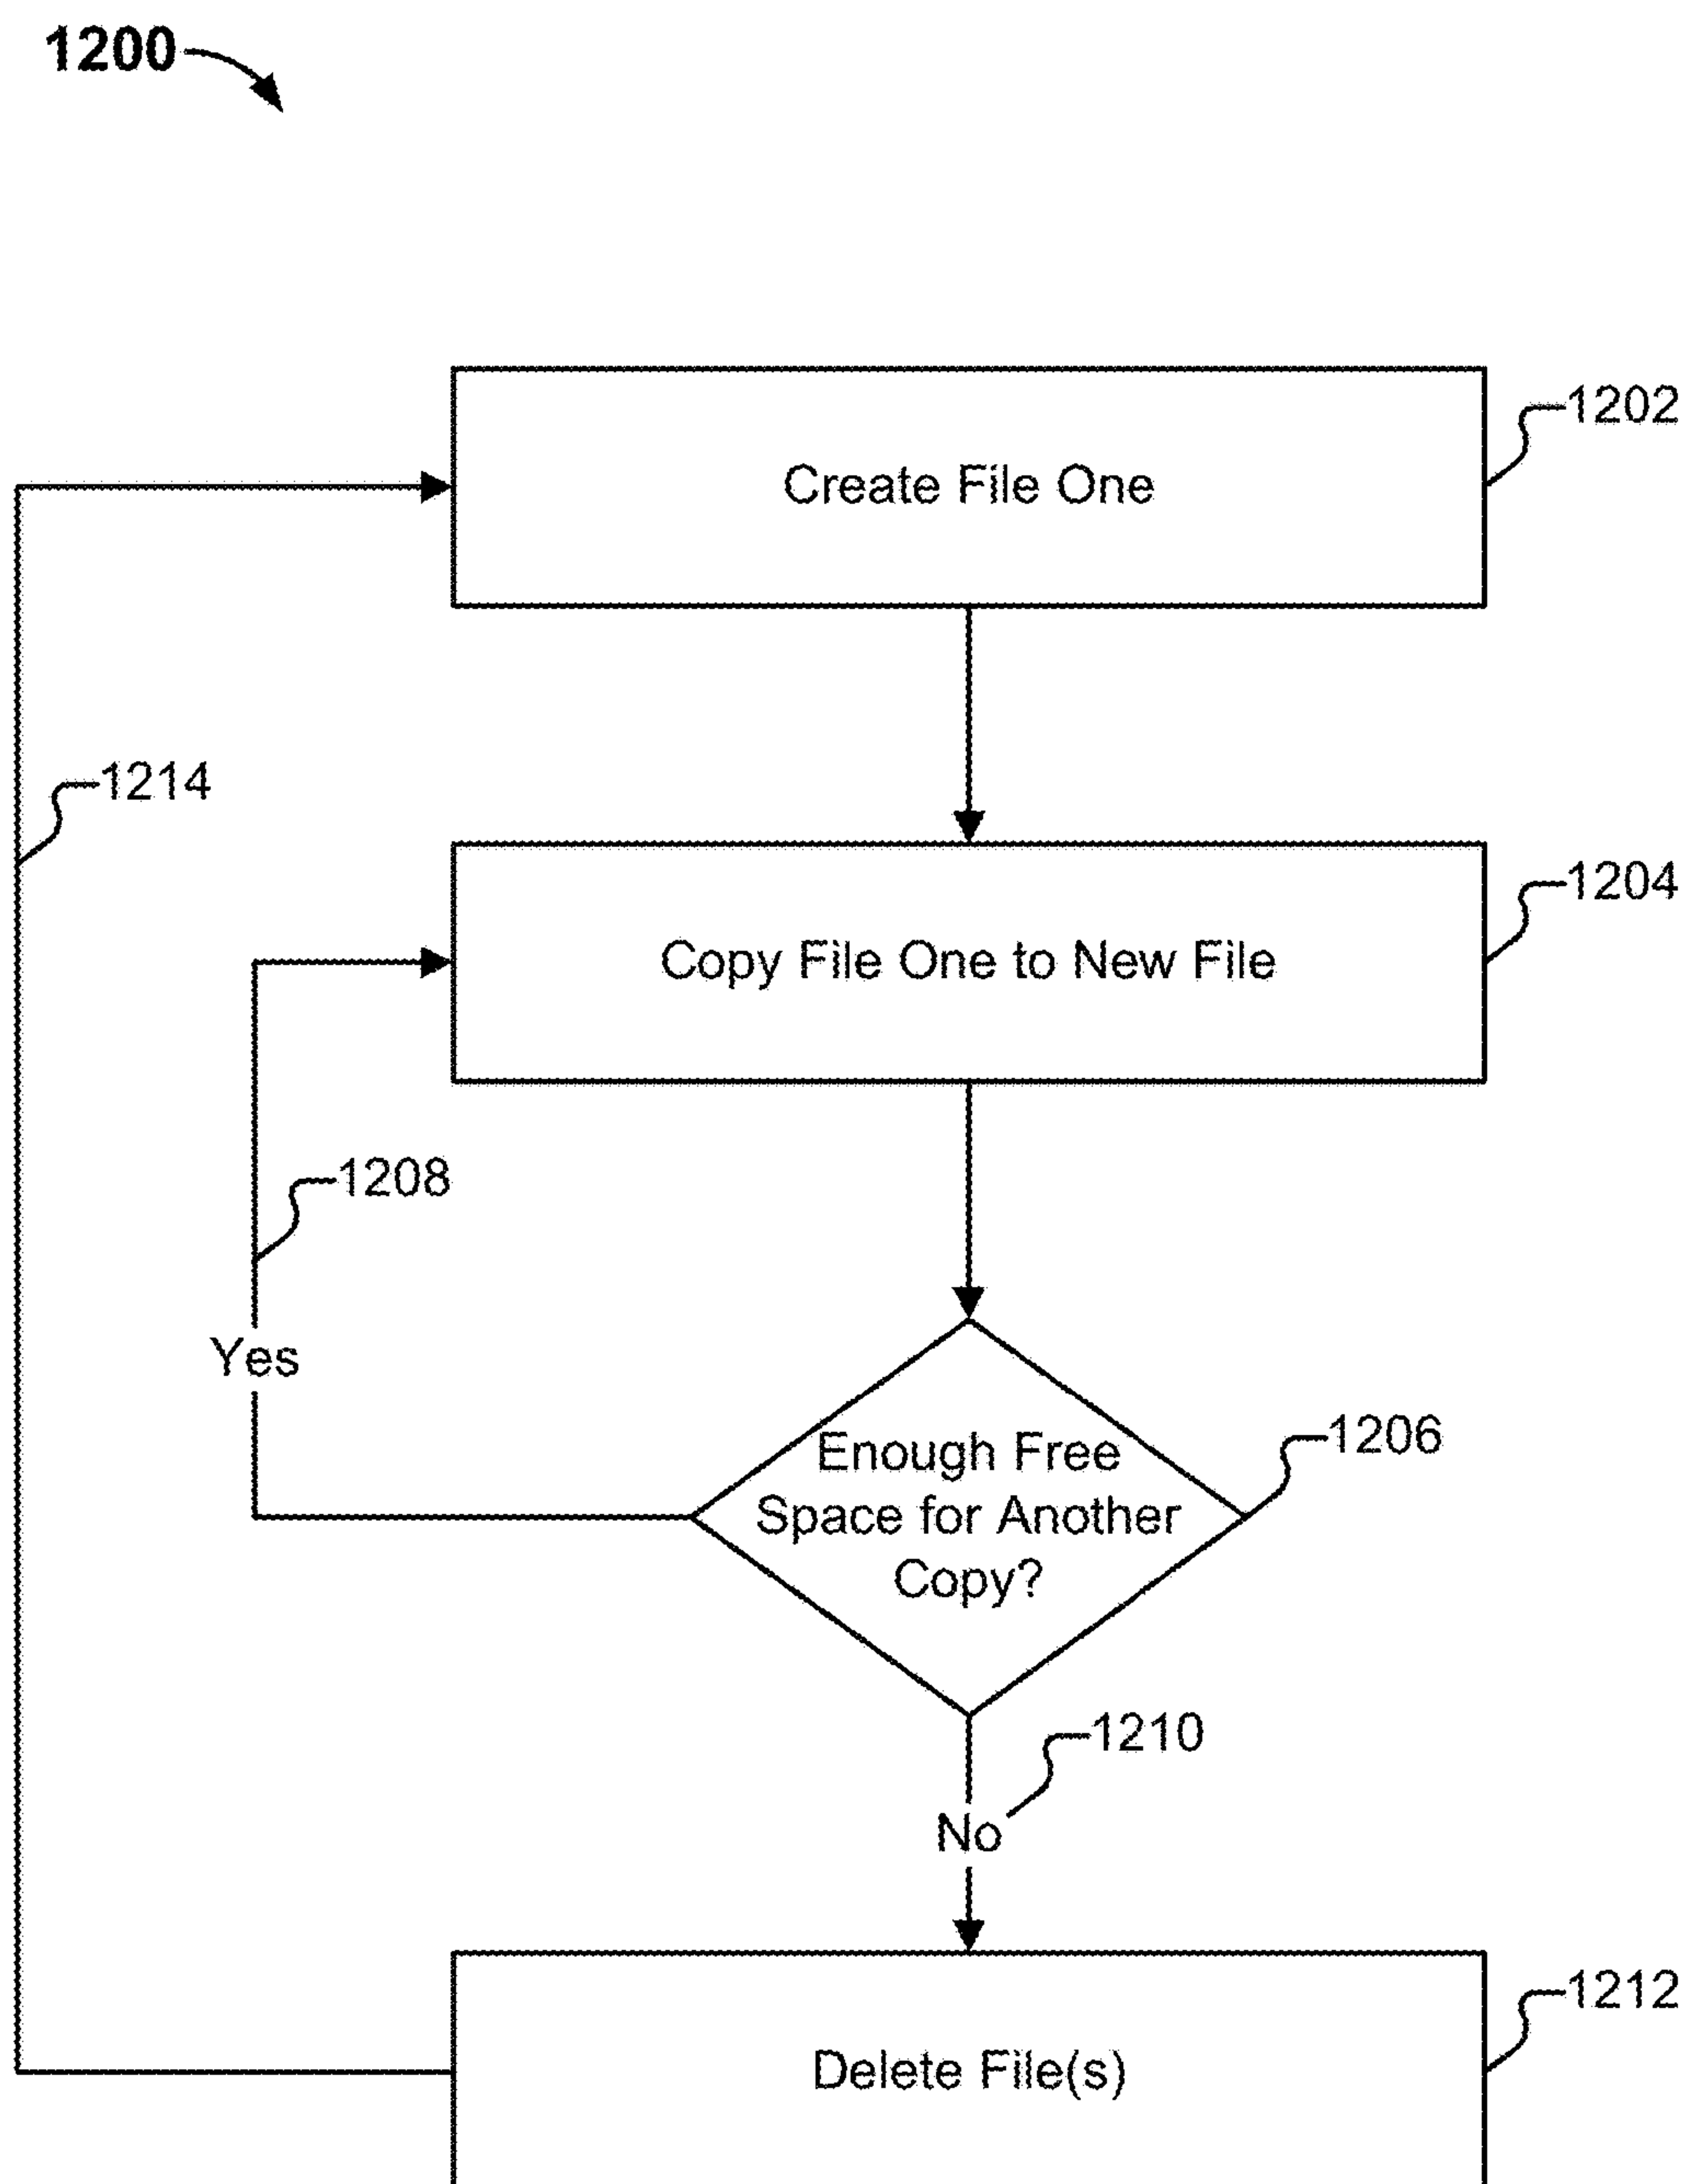 1200
Create File One
1202
1214
Copy File One to New File
1204
1208
Yes
Enough Free
Space for Another
Copy?
1206
1210
No
Delete File(s)
1212